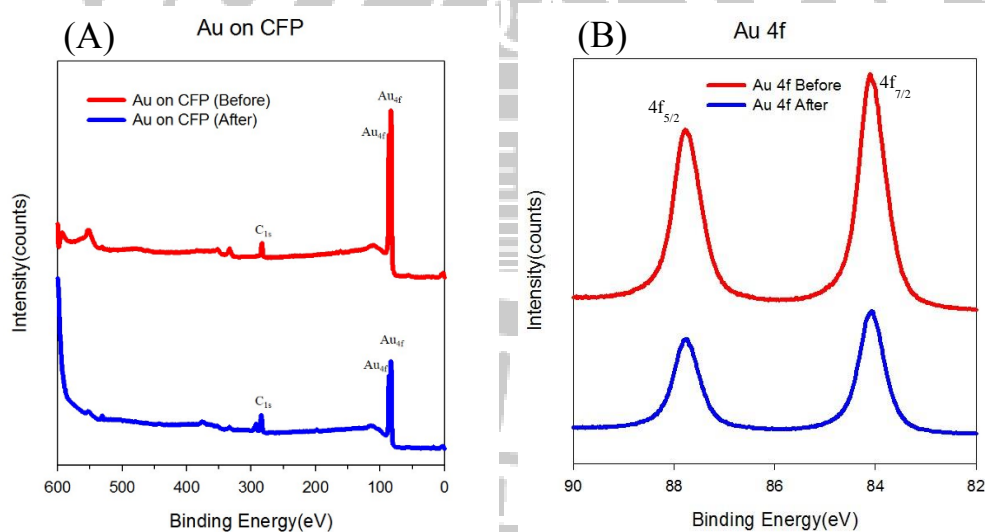 (A)
Au on CFP
Au on CFP (Before)
Au on CFP (After)
Au4f
Au4f
C1s
Au4f
Au4f
C1s
Intensity(counts)
600 500 400 300 200 100 0
Binding Energy(eV)
(B)
Au 4f
Au 4f Before
Au 4f After
4f5/2
4f7/2
Intensity(counts)
90 88 86 84 82
Binding Energy(eV)